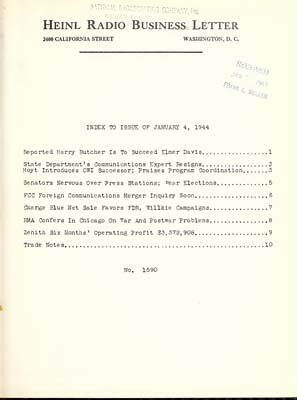 NATIONAL BROADCASTING COMPANY, Inc.
HEINL RADIO BUSINESS LETTER
2400 CALIFORNIA STREET WASHINGTON, D. C.
RECEIVED
FRANK E. MULLEN
INDEX TO ISSUE OF JANUARY 4, 1944
Reported Harry Butcher Is To Succeed Elmer Davis.................1
State Department's Communications Expert Resigns.................2
Hoyt Introduces OWI Successor; Praises Program Coordination......3
Senators Nervous Over Press Stations; War Elections..............5
FCC Foreign Communications Merger Inquiry Soon...................6
Charge Blue Net Sale Favors FDR, Willkie Campaigns...............7
RMA Confers In Chicago On War And Postwar Problems...............8
Zenith Six Months' Operating Profit $3,372,908...................9
Trade Notes.....................................................10
No. 1590